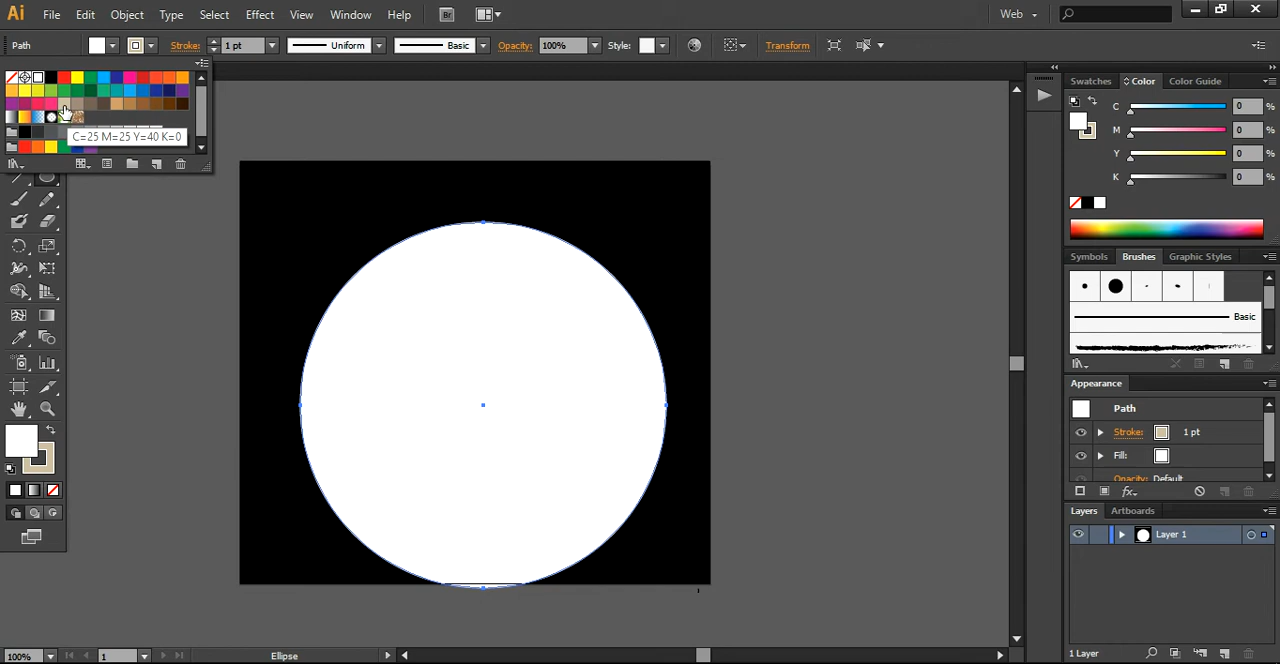 Ai File Edit Object Type Select Effect View Window Help Br Web
Path Stroke: 1 pt Uniform Basic Opacity: 100% Style: Transform
Swatches Color Color Guide
C 0 %
M 0 %
Y 0 %
K 0 %
C=25 M=25 Y=40 K=0
Symbols Brushes Graphic Styles
Basic
Appearance
Path
Stroke: 1 pt
Fill:
Opacity: Default
Layers Artboards
Layer 1
100% 1 Ellipse 1 Layer